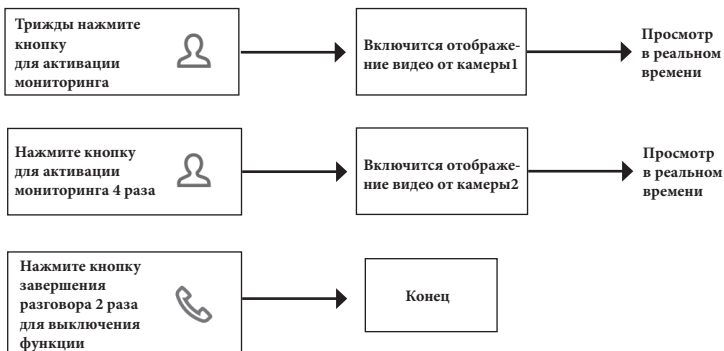 Трижды нажмите
кнопку
для активации
мониторинга
Включится отображе-
ние видео от камеры1
Просмотр
в реальном
времени
Нажмите кнопку
для активации
мониторинга 4 раза
Включится отображе-
ние видео от камеры2
Просмотр
в реальном
времени
Нажмите кнопку
завершения
разговора 2 раза
для выключения
функции
Конец